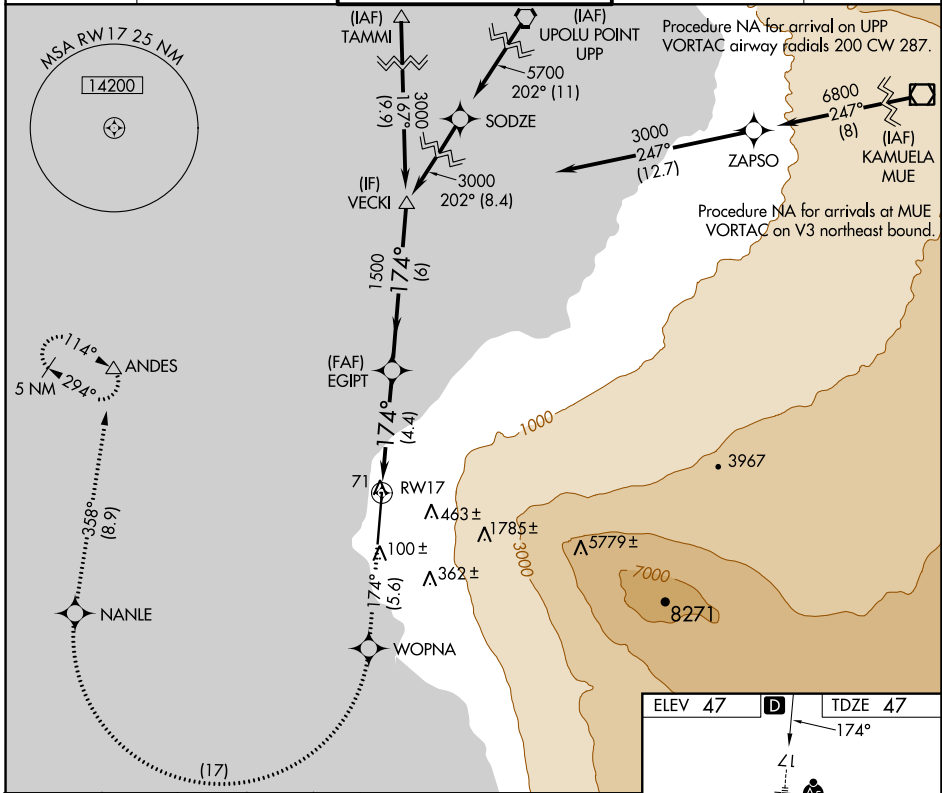 MSA RW17 25 NM
14200
(IAF)
TAMMI
(IAF)
UPOLU POINT
UPP
Procedure NA for arrival on UPP
VORTAC airway radials 200 CW 287.
5700
202° (11)
3000
167°
(9.9)
SODZE
6800
247°
(8)
(IAF)
KAMUELA
MUE
3000
247°
(12.7)
ZAPSO
(IF)
VECKI
3000
202° (8.4)
Procedure NA for arrivals at MUE
VORTAC on V3 northeast bound.
1500
174°
(6)
114°
ANDES
5 NM
294°
(FAF)
EGIPT
174°
(4.4)
1000
3967
71
RW17
463±
1785±
358°
(8.9)
3000
5779±
100±
362±
7000
174°
(5.6)
8271
NANLE
WOPNA
(17)
ELEV 47
D
TDZE 47
174°
17